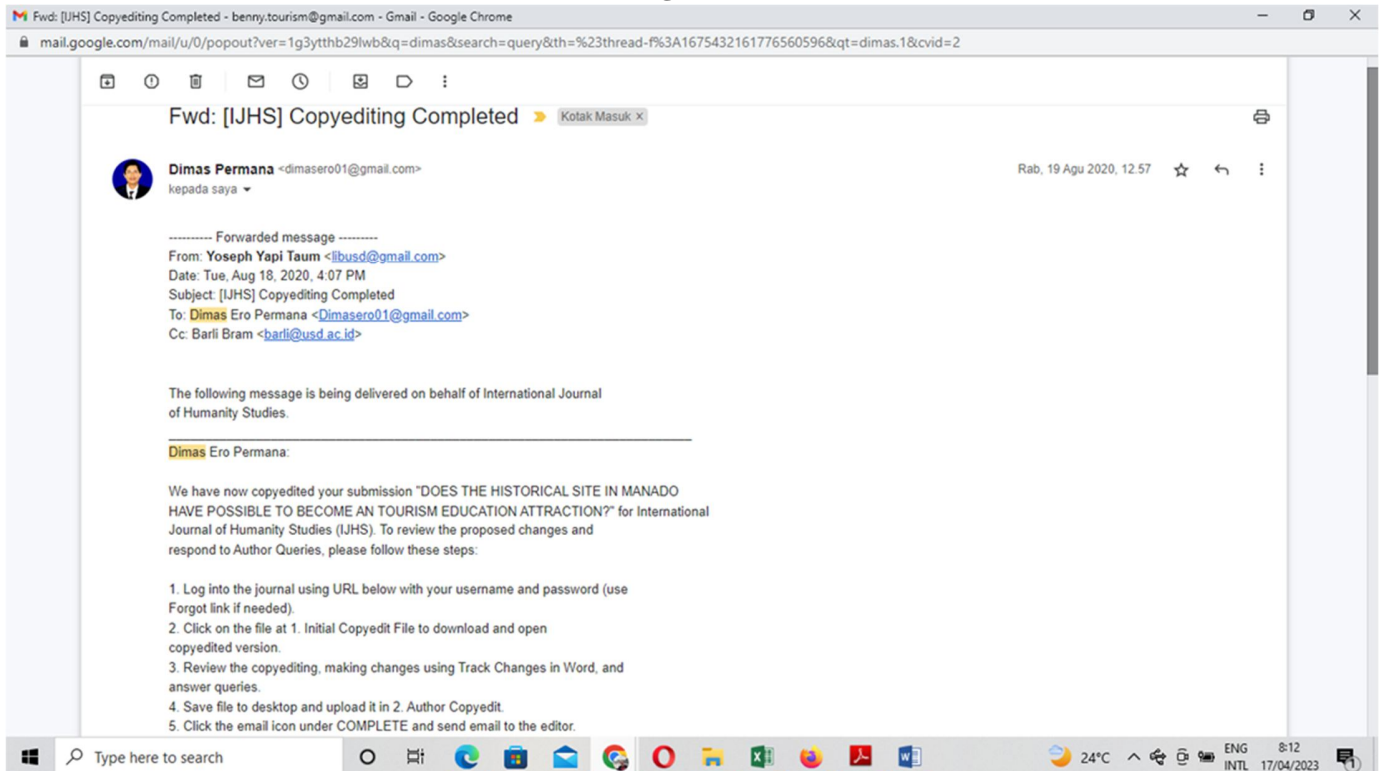 Fwd: [IJHS] Copyediting Completed - benny.tourism@gmail.com - Gmail - Google Chrome
mail.google.com/mail/u/0/popout?ver=1g3ytthb29lwb&q=dimas&search=query&th=%23thread-f%3A1675432161776560596&qt=dimas.1&cvid=2
Fwd: [IJHS] Copyediting Completed Kotak Masuk ×
Dimas Permana <dimasero01@gmail.com> Rab, 19 Agu 2020, 12.57
kepada saya
---------- Forwarded message ---------
From: Yoseph Yapi Taum <libusd@gmail.com>
Date: Tue, Aug 18, 2020, 4:07 PM
Subject: [IJHS] Copyediting Completed
To: Dimas Ero Permana <Dimasero01@gmail.com>
Cc: Barli Bram <barli@usd.ac.id>
The following message is being delivered on behalf of International Journal
of Humanity Studies.
Dimas Ero Permana:
We have now copyedited your submission "DOES THE HISTORICAL SITE IN MANADO
HAVE POSSIBLE TO BECOME AN TOURISM EDUCATION ATTRACTION?" for International
Journal of Humanity Studies (IJHS). To review the proposed changes and
respond to Author Queries, please follow these steps:
1. Log into the journal using URL below with your username and password (use
Forgot link if needed).
2. Click on the file at 1. Initial Copyedit File to download and open
copyedited version.
3. Review the copyediting, making changes using Track Changes in Word, and
answer queries.
4. Save file to desktop and upload it in 2. Author Copyedit.
5. Click the email icon under COMPLETE and send email to the editor.
Type here to search 24°C ENG 8:12
INTL 17/04/2023 1